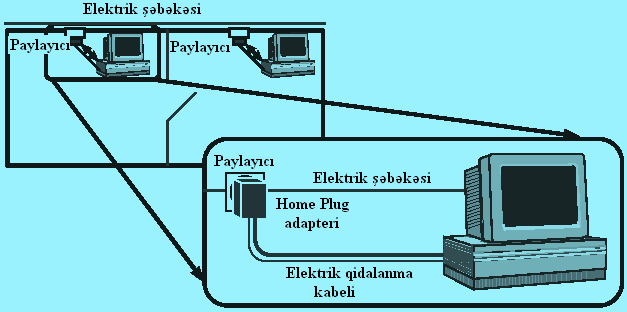 Elektrik şəbəkəsi
Paylayıcı
Paylayıcı
Paylayıcı
Elektrik şəbəkəsi
Home Plug
adapteri
Elektrik qidalanma
kabeli